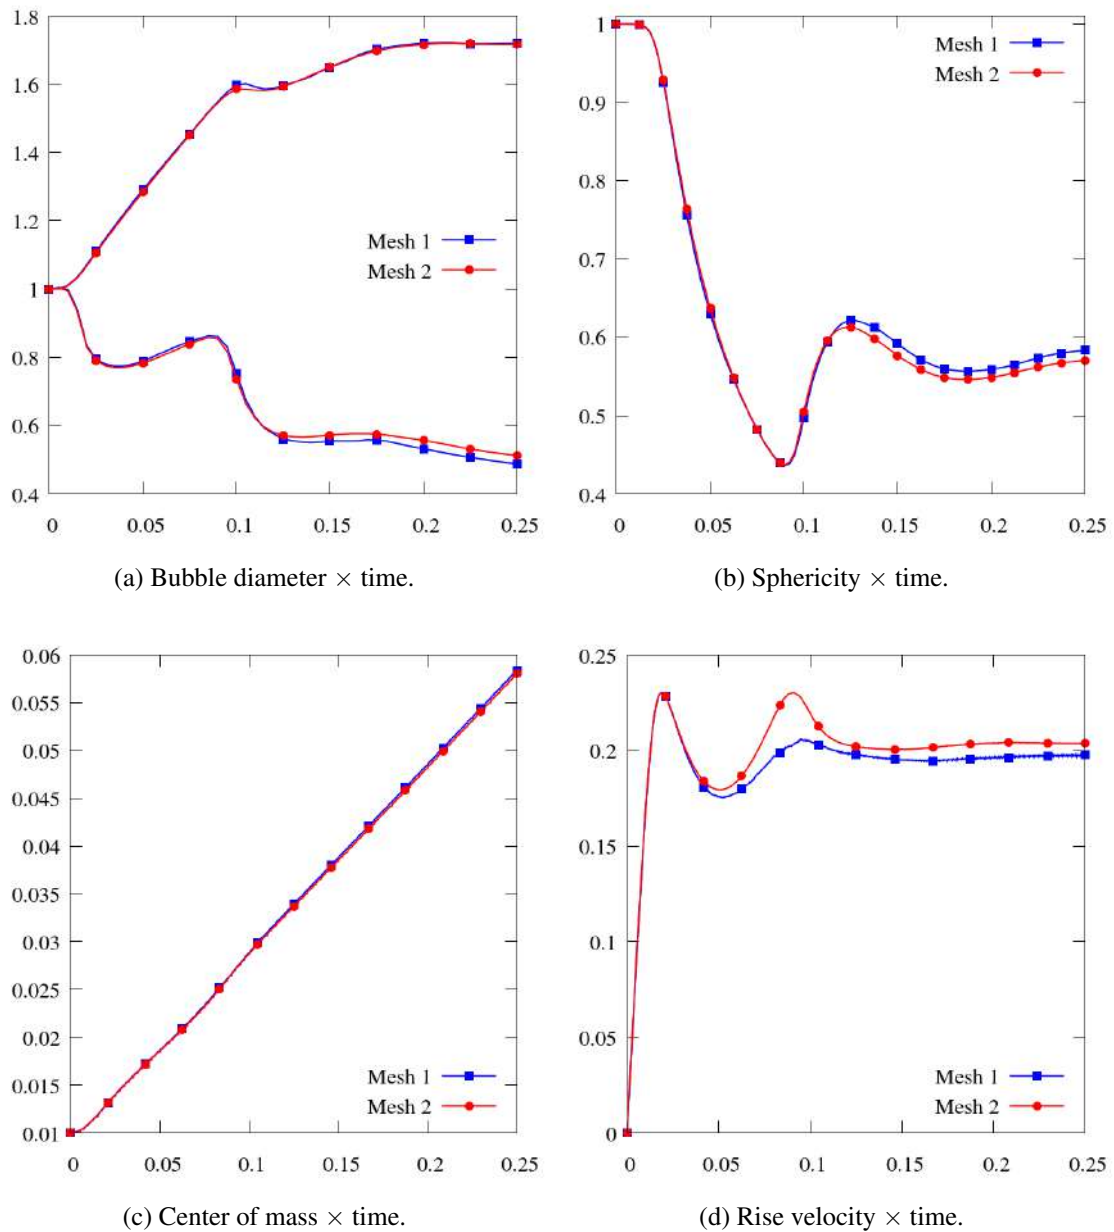 1.8
1.6
1.4
1.2
1
0.8
0.6
0.4
0 0.05 0.1 0.15 0.2 0.25
Mesh 1
Mesh 2
(a) Bubble diameter × time.
1
0.9
0.8
0.7
0.6
0.5
0.4
0 0.05 0.1 0.15 0.2 0.25
Mesh 1
Mesh 2
(b) Sphericity × time.
0.06
0.055
0.05
0.045
0.04
0.035
0.03
0.025
0.02
0.015
0.01
0 0.05 0.1 0.15 0.2 0.25
Mesh 1
Mesh 2
(c) Center of mass × time.
0.25
0.2
0.15
0.1
0.05
0
0 0.05 0.1 0.15 0.2 0.25
Mesh 1
Mesh 2
(d) Rise velocity × time.